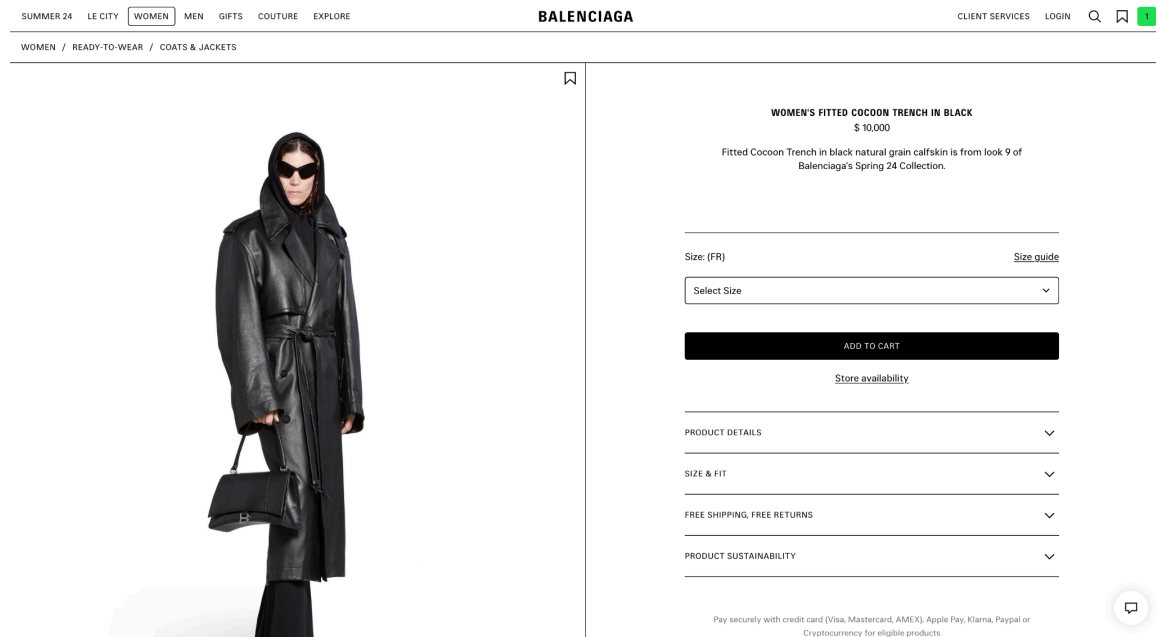 SUMMER 24 LE CITY WOMEN MEN GIFTS COUTURE EXPLORE BALENCIAGA CLIENT SERVICES LOGIN 1
WOMEN / READY-TO-WEAR / COATS & JACKETS
WOMEN'S FITTED COCOON TRENCH IN BLACK
$ 10,000
Fitted Cocoon Trench in black natural grain calfskin is from look 9 of
Balenciaga's Spring 24 Collection.
Size: (FR) Size guide
Select Size
ADD TO CART
Store availability
PRODUCT DETAILS
SIZE & FIT
FREE SHIPPING, FREE RETURNS
PRODUCT SUSTAINABILITY
Pay securely with credit card (Visa, Mastercard, AMEX), Apple Pay, Klarna, Paypal or
Cryptocurrency for eligible products